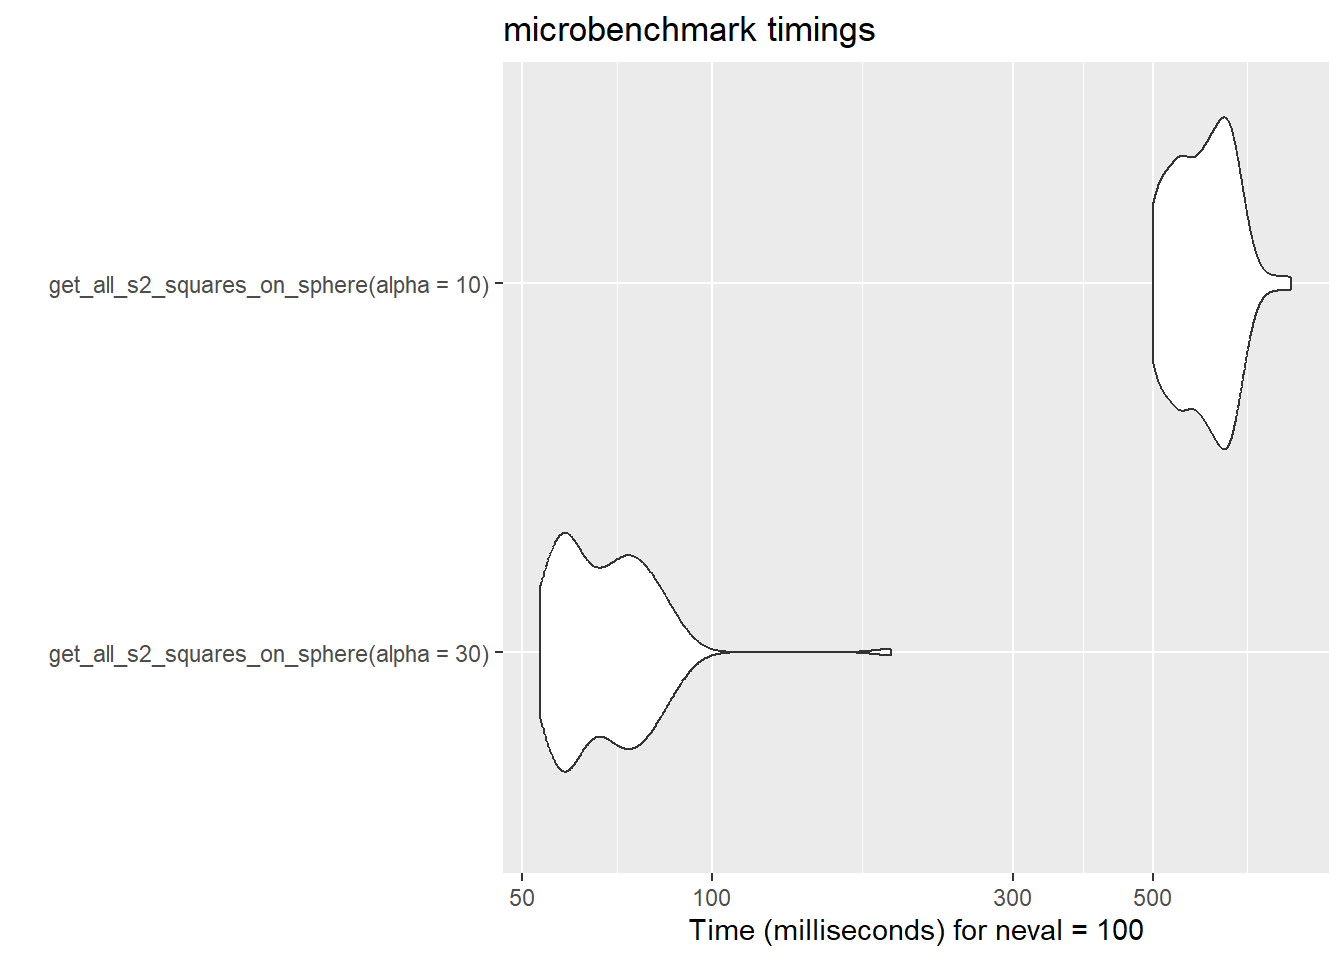 microbenchmark timings
get_all_s2_squares_on_sphere(alpha = 10)
get_all_s2_squares_on_sphere(alpha = 30)
50 100 300 500
Time (milliseconds) for neval = 100